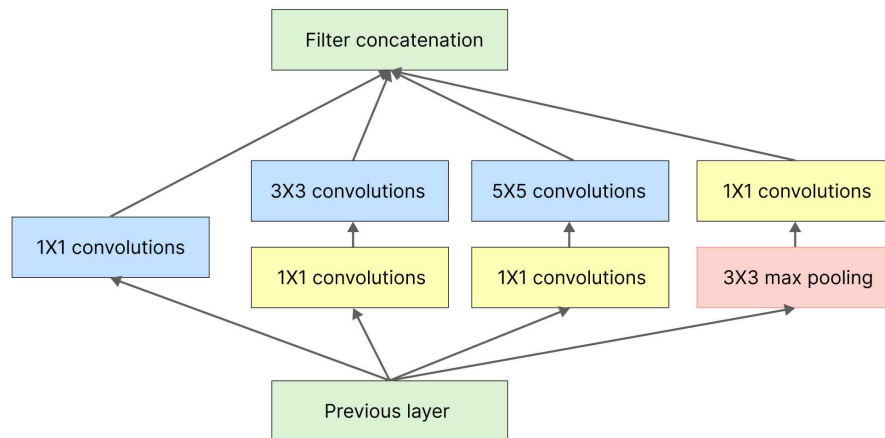 Filter concatenation
3X3 convolutions
5X5 convolutions
1X1 convolutions
1X1 convolutions
1X1 convolutions
1X1 convolutions
3X3 max pooling
Previous layer